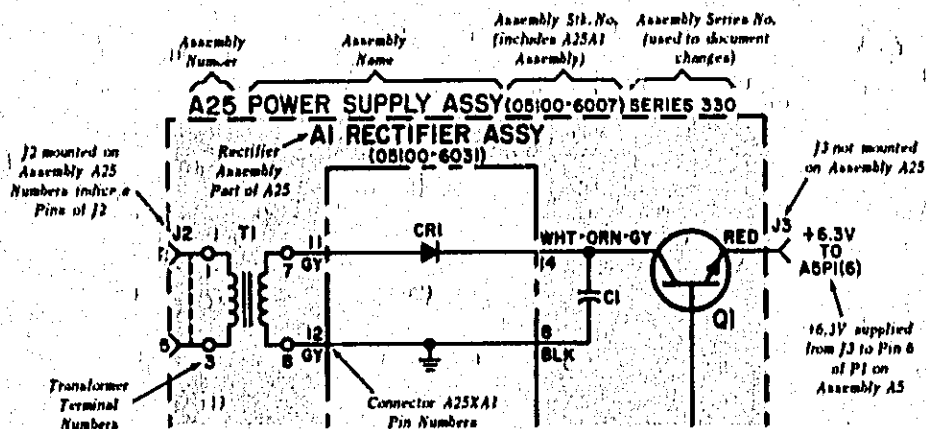 Assembly
Number
Assembly
Name
Assembly Stk. No.
(includes A25A1
Assembly)
Assembly Series No.
(used to document
changes)
A25 POWER SUPPLY ASSY (05100-6007) SERIES 330
A1 RECTIFIER ASSY
(05100-6031)
J2 mounted on
Assembly A25
Numbers indicate
Pins of J2
Rectifier
Assembly
Part of A25
J3 not mounted
on Assembly A25
J2
1
T1
7
11
GY
CR1
WHT-ORN-GY
14
RED
J3
+6.3V
TO
A5P1(6)
C1
Q1
5
3
8
12
GY
8
BLK
+6.3V supplied
from J3 to Pin 6
of P1 on
Assembly A5
Transformer
Terminal
Numbers
Connector A25XA1
Pin Numbers